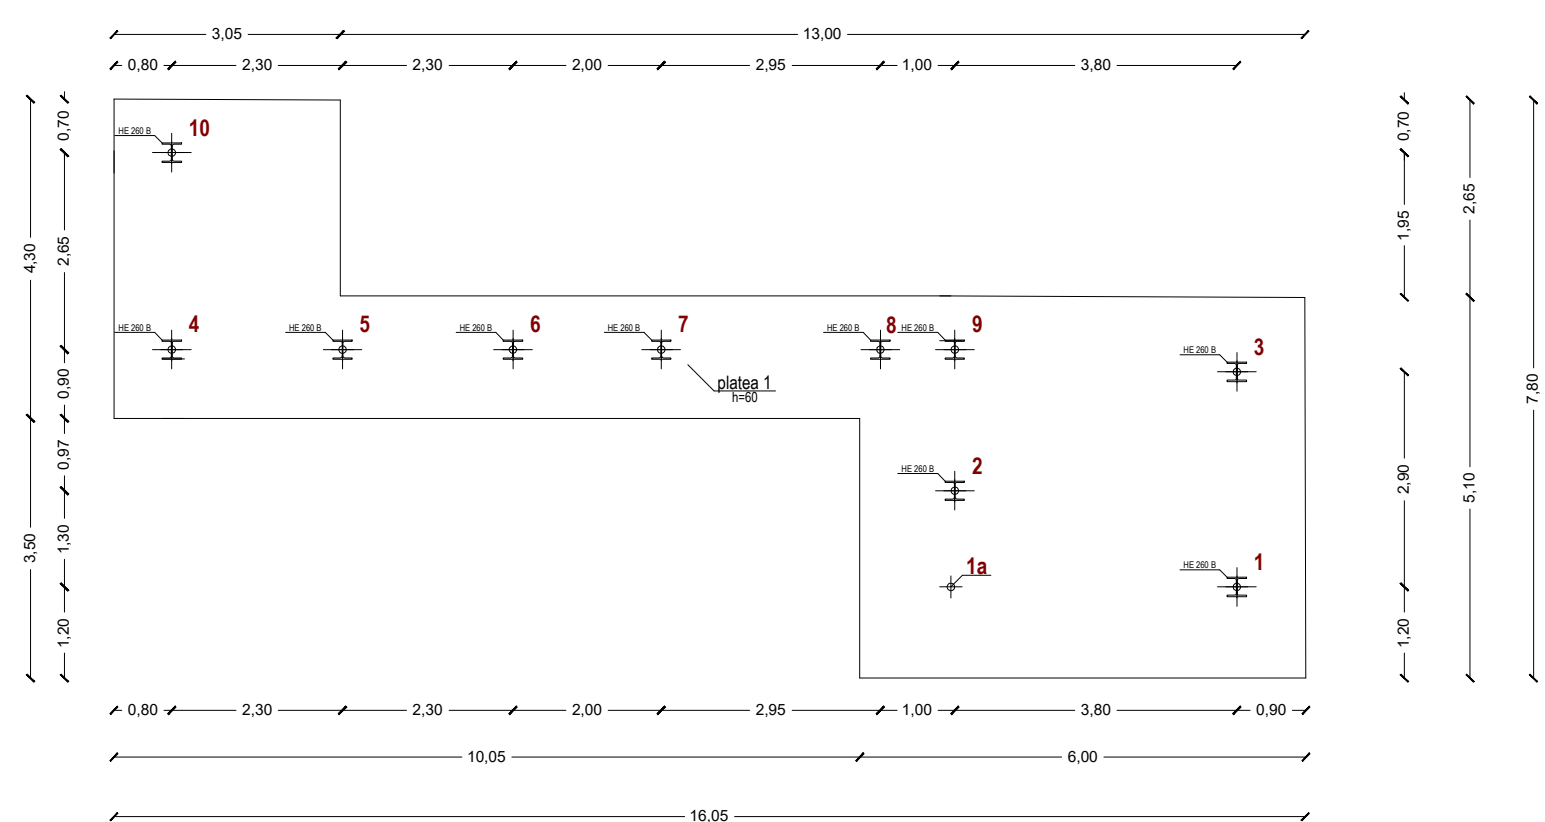 3,05 13,00
0,80 2,30 2,30 2,00 2,95 1,00 3,80
0,70 2,65 0,90 0,97 1,30 1,20
4,30 3,50
HE 260 B 10
HE 260 B 4
HE 260 B 5
HE 260 B 6
HE 260 B 7
HE 260 B 8
HE 260 B 9
HE 260 B 3
platea 1
h=60
HE 260 B 2
1a
HE 260 B 1
0,70 1,95 2,90 1,20
2,65 5,10
7,80
0,80 2,30 2,30 2,00 2,95 1,00 3,80 0,90
10,05 6,00
16,05